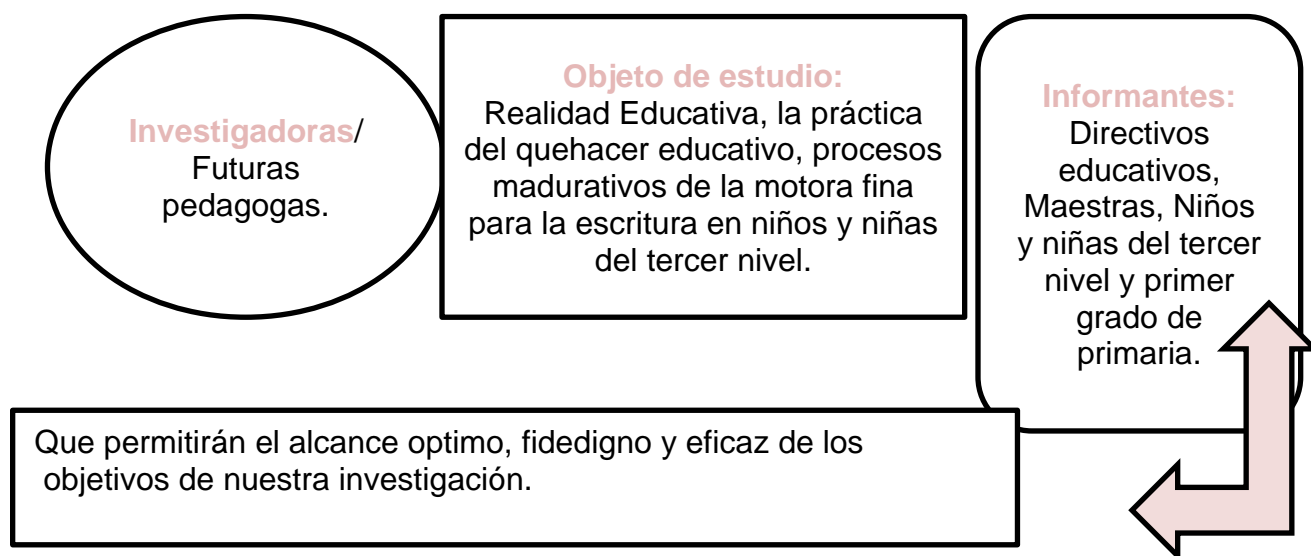 Investigadoras/
Futuras
pedagogas.
Objeto de estudio:
Realidad Educativa, la práctica
del quehacer educativo, procesos
madurativos de la motora fina
para la escritura en niños y niñas
del tercer nivel.
Informantes:
Directivos
educativos,
Maestras, Niños
y niñas del tercer
nivel y primer
grado de
primaria.
Que permitirán el alcance optimo, fidedigno y eficaz de los
objetivos de nuestra investigación.